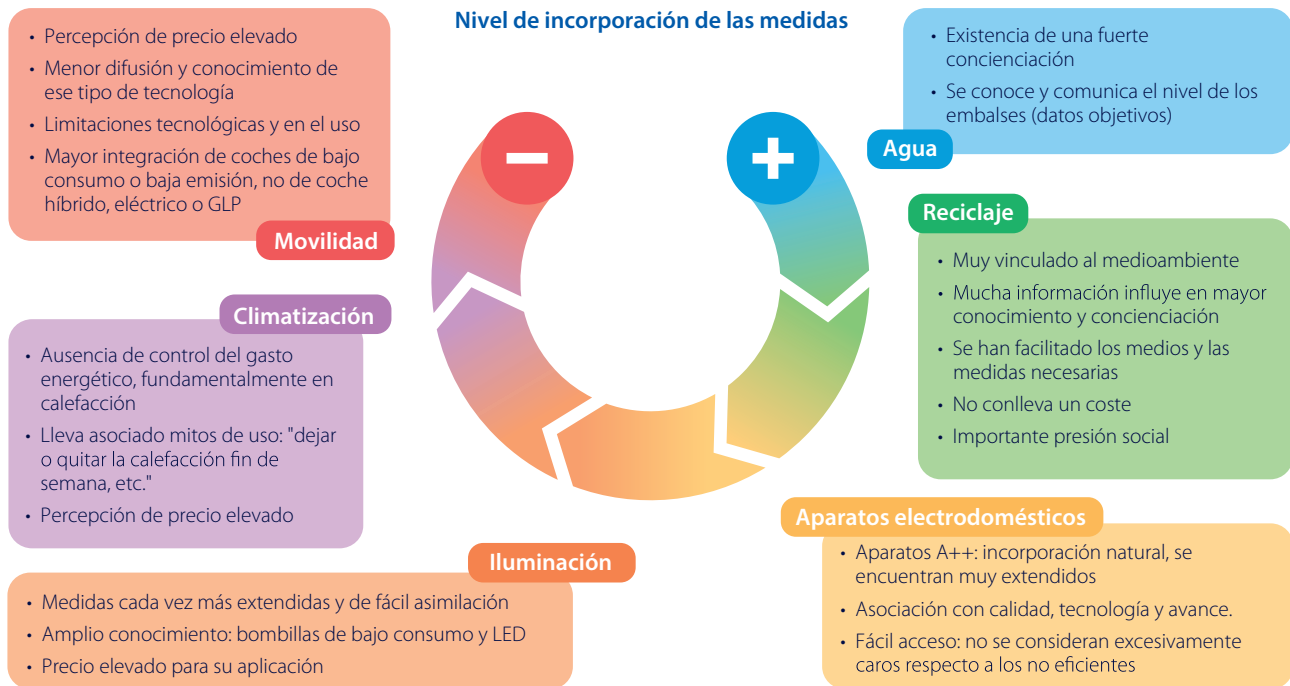 Nivel de incorporación de las medidas
• Percepción de precio elevado
• Menor difusión y conocimiento de
ese tipo de tecnología
• Limitaciones tecnológicas y en el uso
• Mayor integración de coches de bajo
consumo o baja emisión, no de coche
híbrido, eléctrico o GLP
Movilidad
Climatización
• Ausencia de control del gasto
energético, fundamentalmente en
calefacción
• Lleva asociado mitos de uso: "dejar
o quitar la calefacción fin de
semana, etc."
• Percepción de precio elevado
Iluminación
• Medidas cada vez más extendidas y de fácil asimilación
• Amplio conocimiento: bombillas de bajo consumo y LED
• Precio elevado para su aplicación
−
+
• Existencia de una fuerte
concienciación
• Se conoce y comunica el nivel de los
embalses (datos objetivos)
Agua
Reciclaje
• Muy vinculado al medioambiente
• Mucha información influye en mayor
conocimiento y concienciación
• Se han facilitado los medios y las
medidas necesarias
• No conlleva un coste
• Importante presión social
Aparatos electrodomésticos
• Aparatos A++: incorporación natural, se
encuentran muy extendidos
• Asociación con calidad, tecnología y avance.
• Fácil acceso: no se consideran excesivamente
caros respecto a los no eficientes